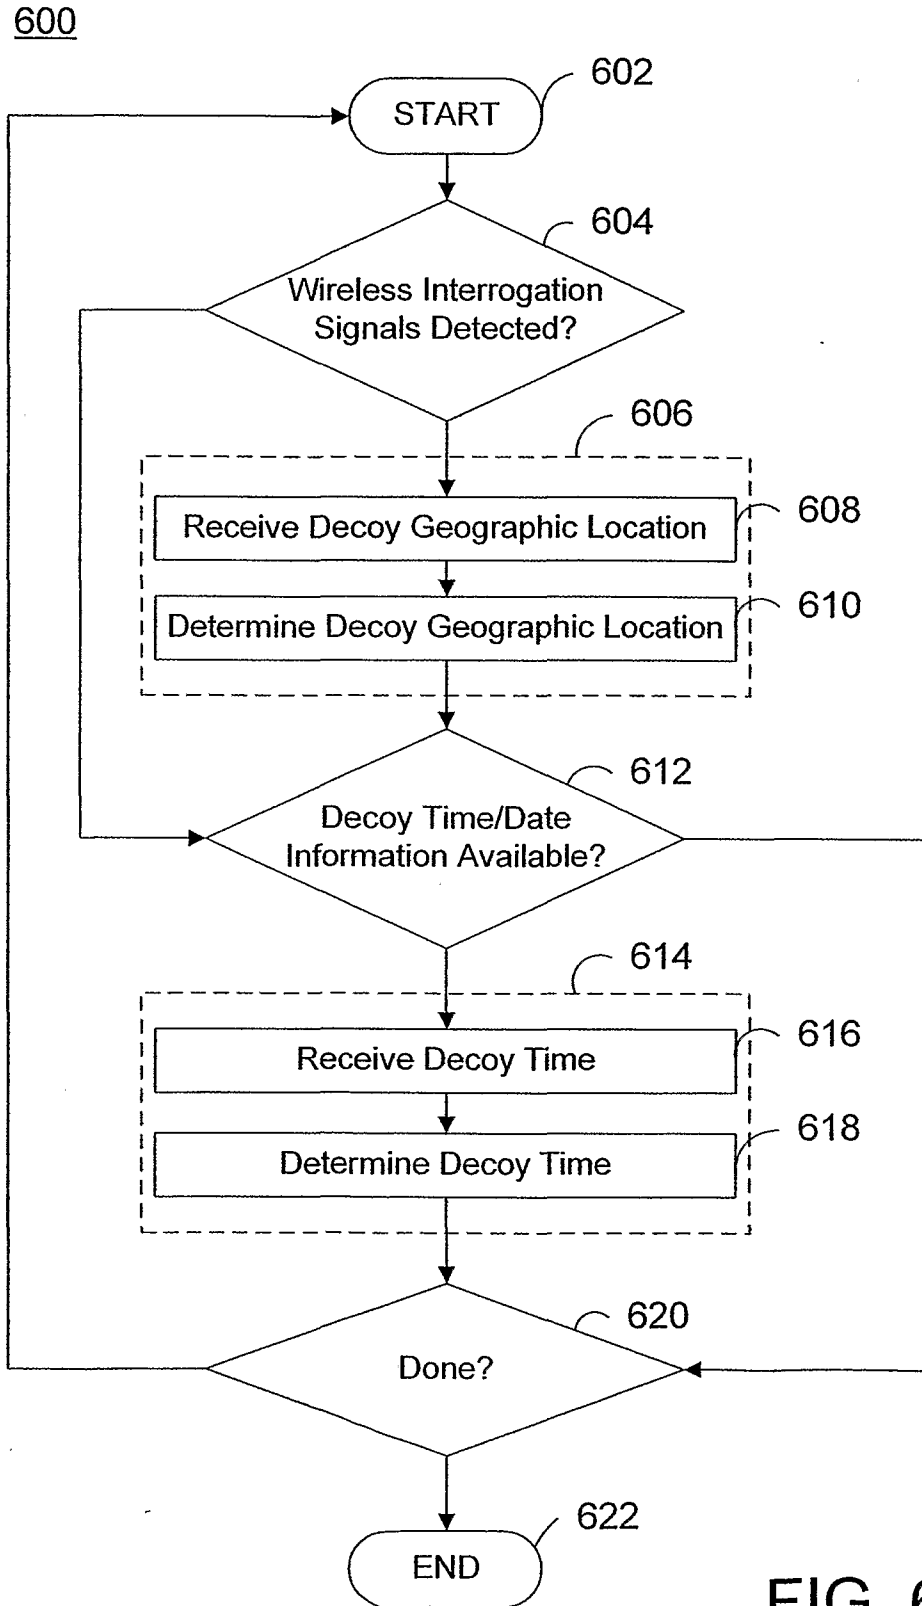 600
START
602
604
Wireless Interrogation
Signals Detected?
606
Receive Decoy Geographic Location
608
Determine Decoy Geographic Location
610
612
Decoy Time/Date
Information Available?
614
Receive Decoy Time
616
Determine Decoy Time
618
620
Done?
622
END
FIG. 6